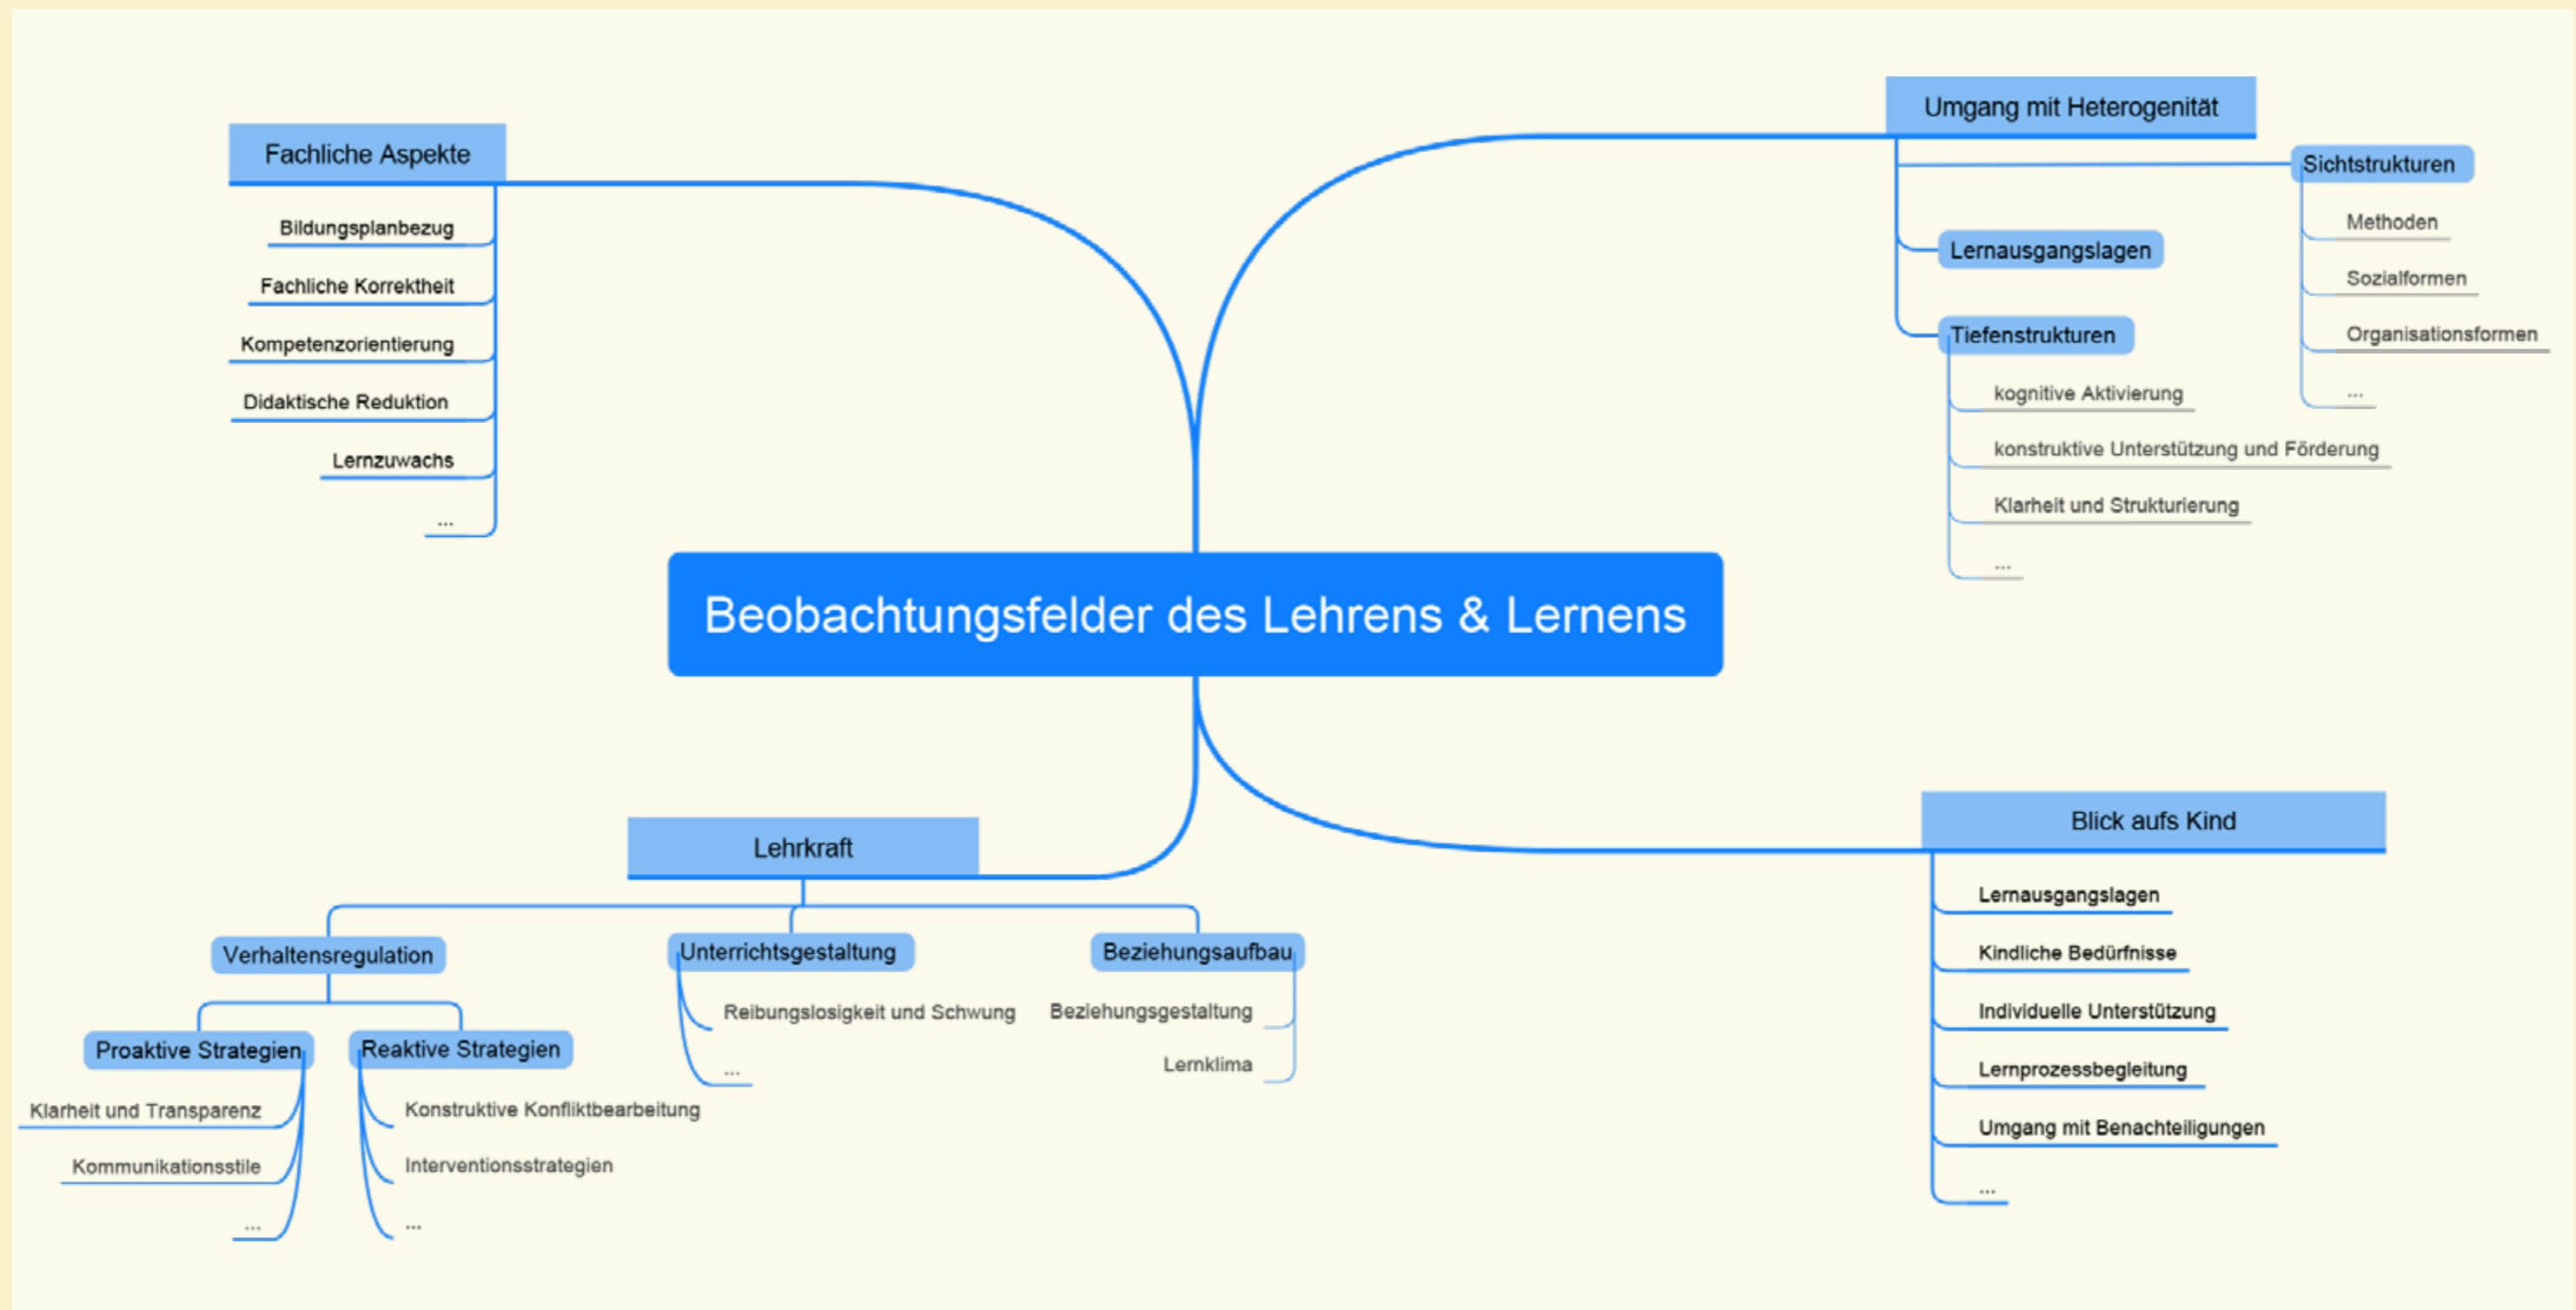 Fachliche Aspekte
Bildungsplanbezug
Fachliche Korrektheit
Kompetenzorientierung
Didaktische Reduktion
Lernzuwachs
...
Umgang mit Heterogenität
Sichtstrukturen
Methoden
Sozialformen
Organisationsformen
...
Lernausgangslagen
Tiefenstrukturen
kognitive Aktivierung
konstruktive Unterstützung und Förderung
Klarheit und Strukturierung
...
Beobachtungsfelder des Lehrens & Lernens
Lehrkraft
Verhaltensregulation
Proaktive Strategien
Klarheit und Transparenz
Kommunikationsstile
...
Reaktive Strategien
Konstruktive Konfliktbearbeitung
Interventionsstrategien
...
Unterrichtsgestaltung
Reibungslosigkeit und Schwung
...
Beziehungsaufbau
Beziehungsgestaltung
Lernklima
Blick aufs Kind
Lernausgangslagen
Kindliche Bedürfnisse
Individuelle Unterstützung
Lernprozessbegleitung
Umgang mit Benachteiligungen
...